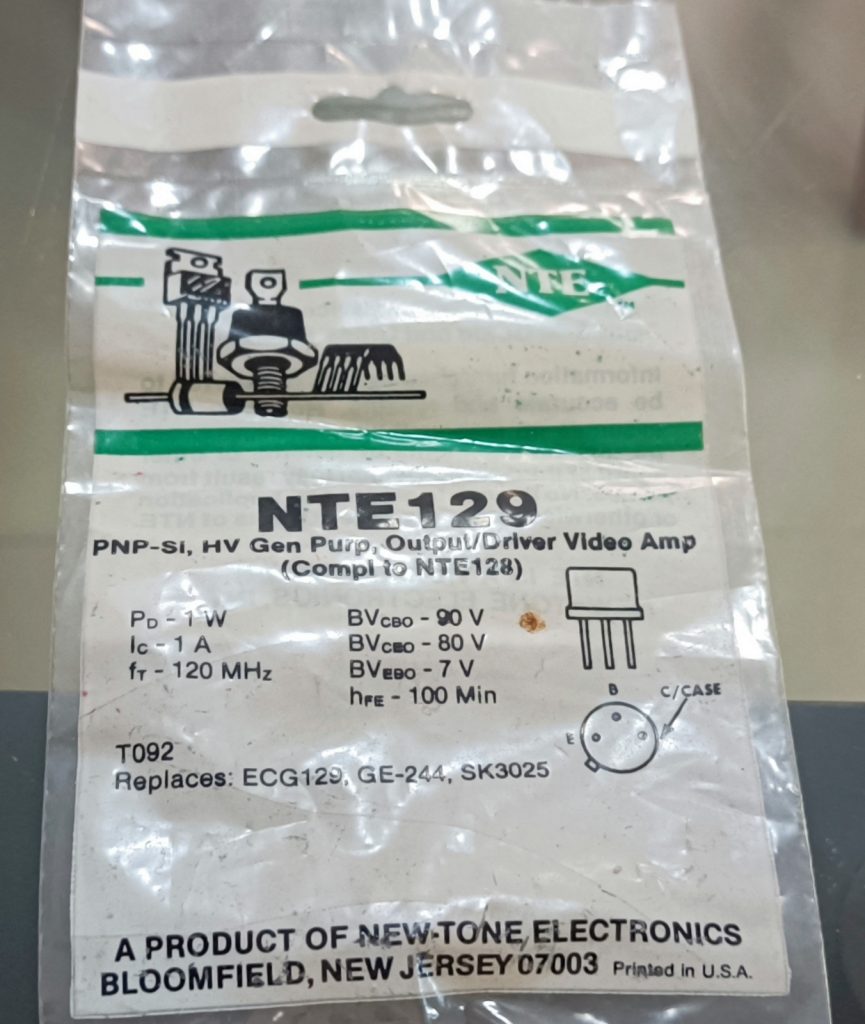 NTE
TM
NTE129
PNP-Si, HV Gen Purp, Output/Driver Video Amp
(Compl to NTE128)
PD - 1 W
IC - 1 A
fT - 120 MHz
BVCBO - 90 V
BVCEO - 80 V
BVEBO - 7 V
hFE - 100 Min
B
C/CASE
E
T092
Replaces: ECG129, GE-244, SK3025
A PRODUCT OF NEW-TONE ELECTRONICS
BLOOMFIELD, NEW JERSEY 07003 Printed in U.S.A.